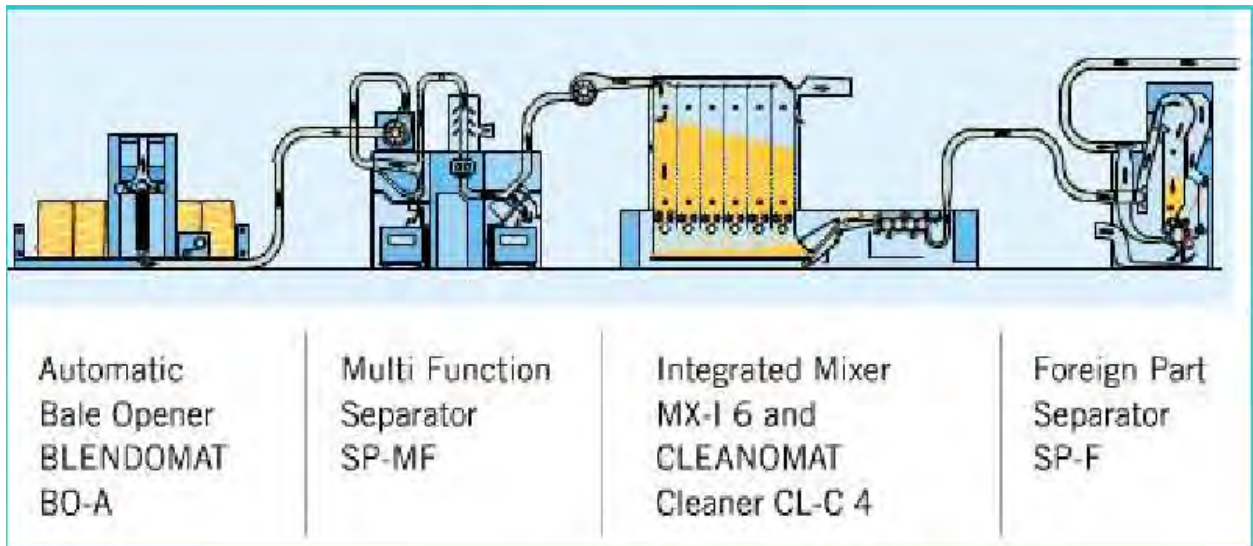 Automatic
Bale Opener
BLENDOMAT
BO-A
Multi Function
Separator
SP-MF
Integrated Mixer
MX-I 6 and
CLEANOMAT
Cleaner CL-C 4
Foreign Part
Separator
SP-F